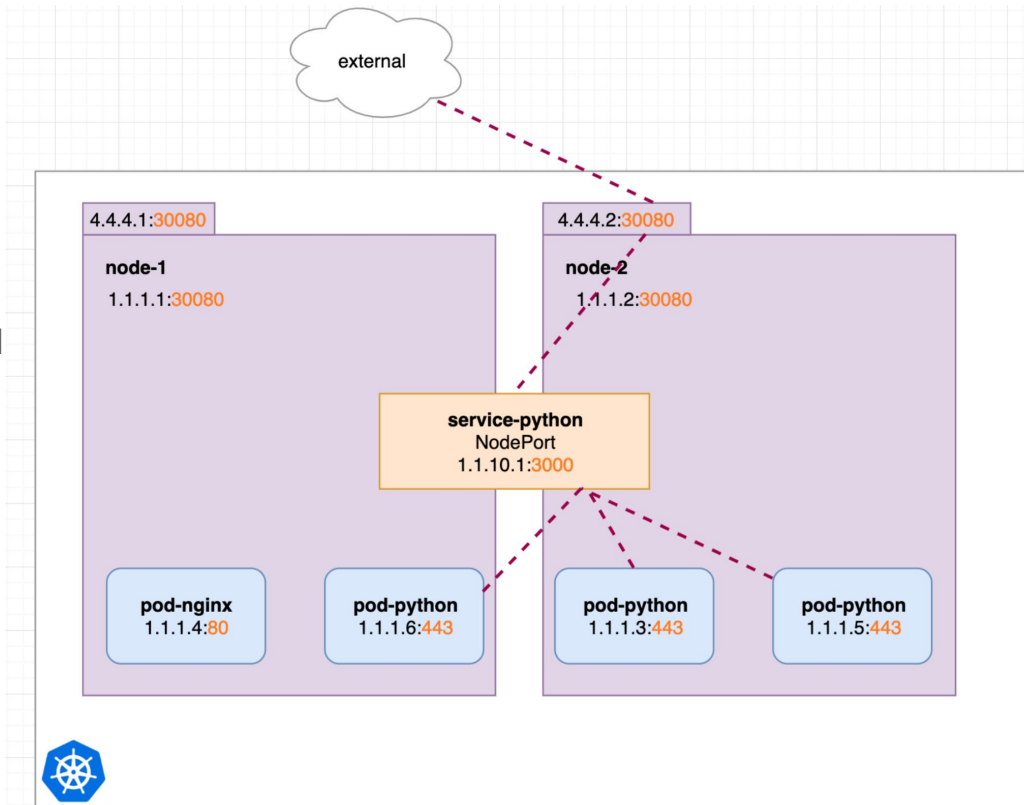 external
4.4.4.1:30080
4.4.4.2:30080
node-1
1.1.1.1:30080
node-2
1.1.1.2:30080
service-python
NodePort
1.1.10.1:3000
pod-nginx
1.1.1.4:80
pod-python
1.1.1.6:443
pod-python
1.1.1.3:443
pod-python
1.1.1.5:443